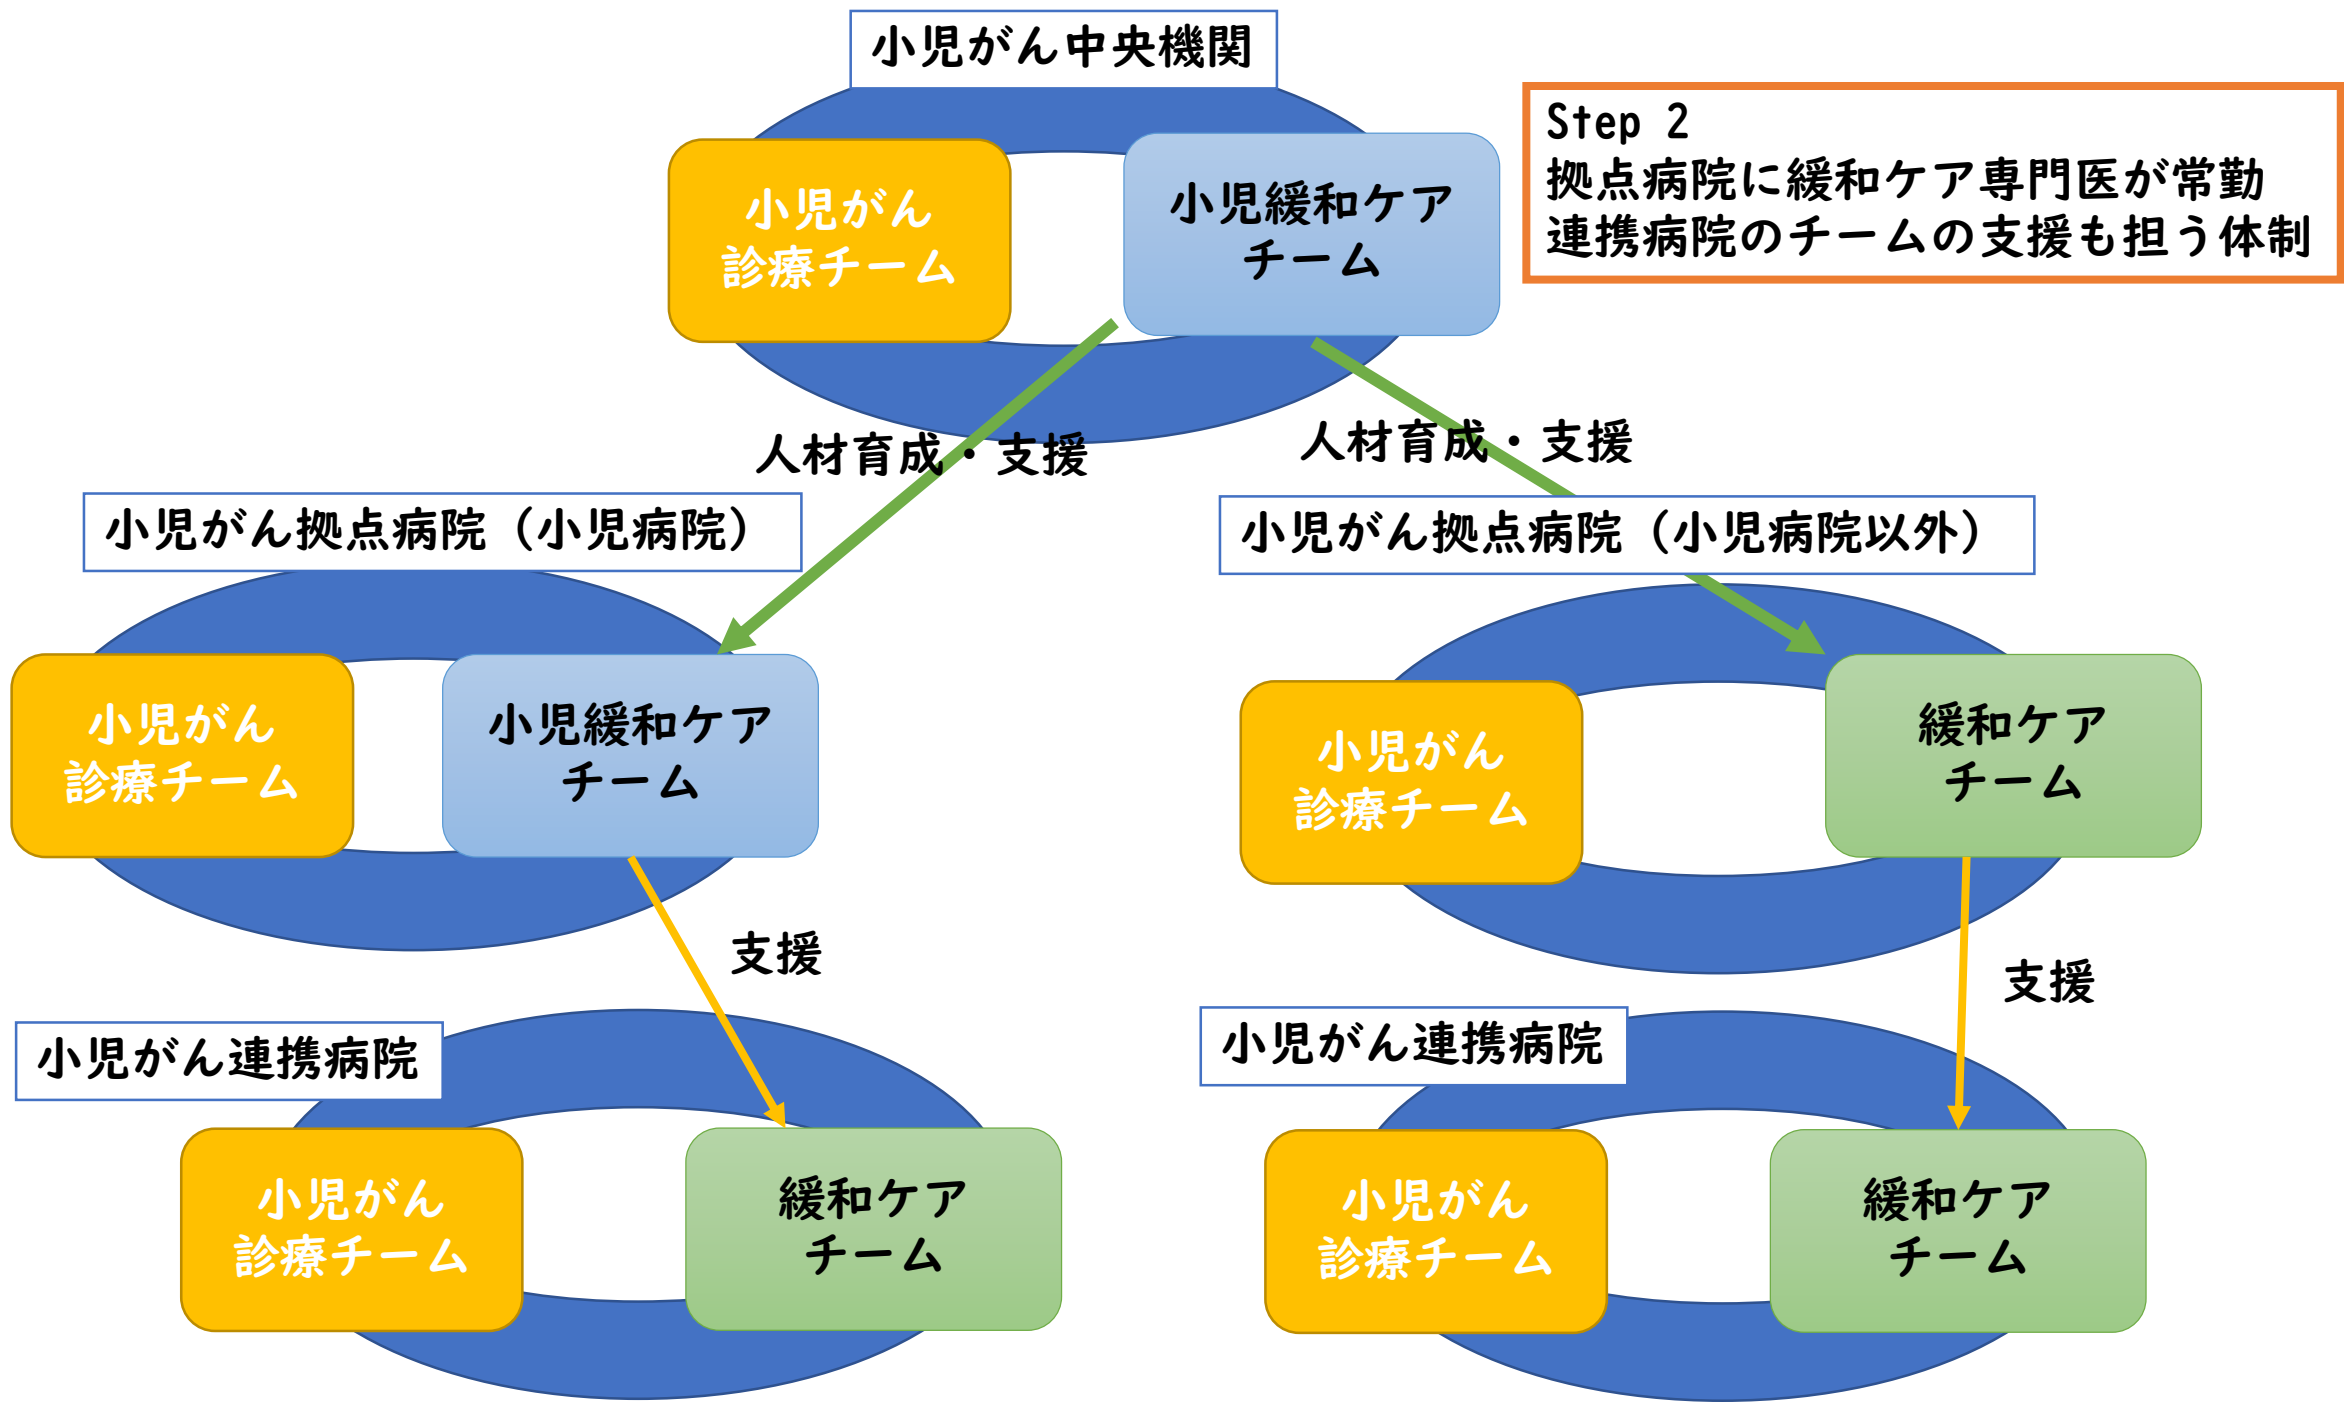 小児がん中央機関
小児がん
診療チーム
小児緩和ケア
チーム
Step 2
拠点病院に緩和ケア専門医が常勤
連携病院のチームの支援も担う体制
人材育成・支援
人材育成・支援
小児がん拠点病院（小児病院）
小児がん
診療チーム
小児緩和ケア
チーム
小児がん拠点病院（小児病院以外）
小児がん
診療チーム
緩和ケア
チーム
支援
支援
小児がん連携病院
小児がん
診療チーム
緩和ケア
チーム
小児がん連携病院
小児がん
診療チーム
緩和ケア
チーム